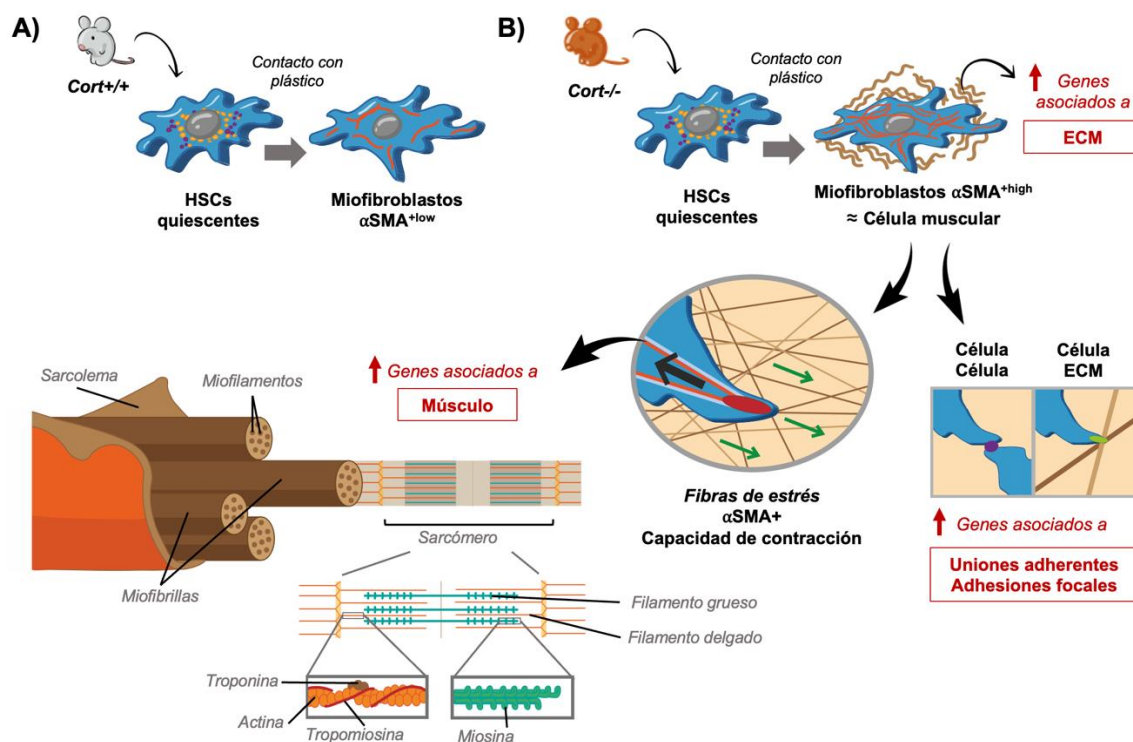 A)
Cort+/+
Contacto con
plástico
HSCs
quiescentes
Miofibroblastos
αSMA+low
B)
Cort-/-
Contacto con
plástico
HSCs
quiescentes
Miofibroblastos αSMA+high
≈ Célula muscular
Genes
asociados a
ECM
Sarcolema
Miofilamentos
Miofibrillas
Genes asociados a
Músculo
Sarcómero
Filamento grueso
Filamento delgado
Troponina
Actina
Tropomiosina
Miosina
Fibras de estrés
αSMA+
Capacidad de contracción
Célula
Célula
Célula
ECM
Genes asociados a
Uniones adherentes
Adhesiones focales